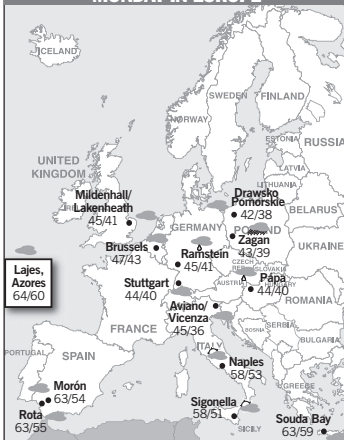 MONDAY IN EUROPE
ICELAND
SWEDEN
FINLAND
NORWAY
ESTONIA
RUSSIA
LATVIA
LITHUANIA
UNITED
KINGDOM
Mildenhall/
Lakenheath
45/41
Drawsko
Pomorskie
42/38
BELARUS
POLAND
GERMANY
Zagan
43/39
UKRAINE
Brussels
47/43
Ramstein
45/41
CZECH
SLOVAKIA
Lajes,
Azores
64/60
Stuttgart
44/40
AUSTRIA
Pápa
44/40
HUNGARY
ROMANIA
Aviano/
Vicenza
45/36
FRANCE
BOSNIA
SERBIA
BULGARIA
ITALY
PORTUGAL
SPAIN
Naples
58/53
Morón
63/54
GREECE
Rota
63/55
Sigonella
58/51
SICILY
Souda Bay
63/59